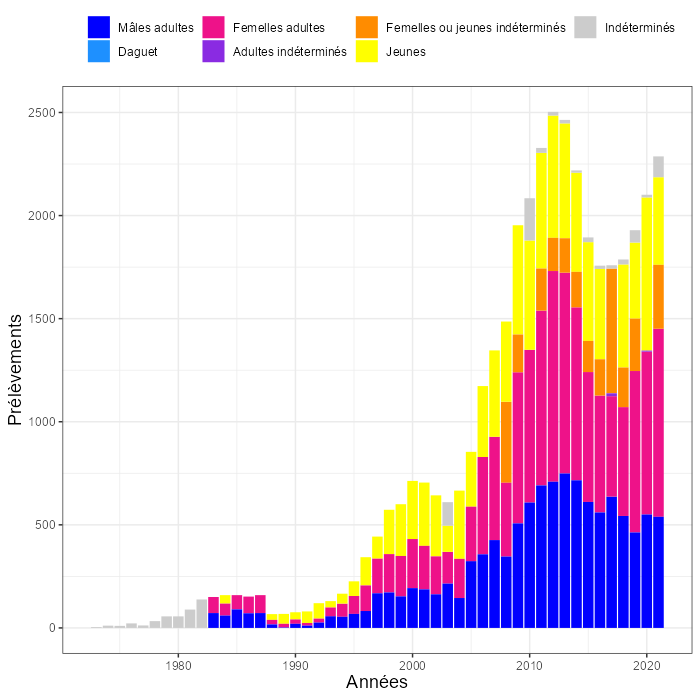 Mâles adultes Femelles adultes Femelles ou jeunes indéterminés Indéterminés
Daguet Adultes indéterminés Jeunes
2500
2000
1500
1000
500
0
Prélèvements
1980 1990 2000 2010 2020
Années